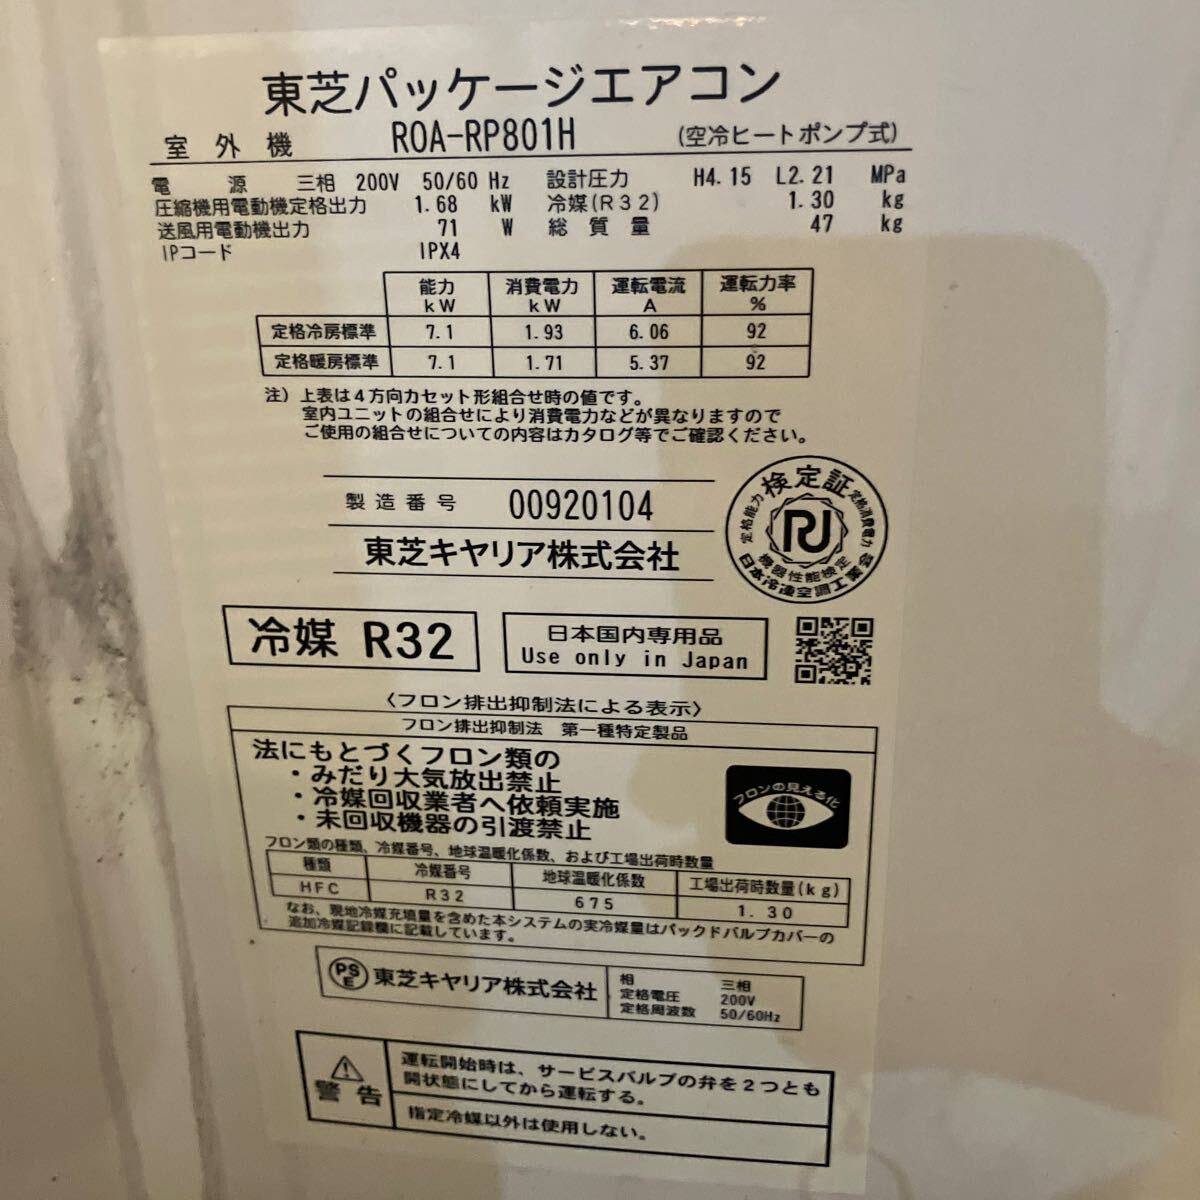 東芝パッケージエアコン
室外機 ROA-RP801H (空冷ヒートポンプ式)
電源 三相 200V 50/60 Hz 設計圧力 H4.15 L2.21 MPa
圧縮機用電動機定格出力 1.68 kW 冷媒(R32) 1.30 kg
送風用電動機出力 71 W 総質量 47 kg
IPコード IPX4
能力 消費電力 運転電流 運転力率
kW kW A %
定格冷房標準 7.1 1.93 6.06 92
定格暖房標準 7.1 1.71 5.37 92
注) 上表は4方向カセット形組合せ時の値です。
室内ユニットの組合せにより消費電力などが異なりますので
ご使用の組合せについての内容はカタログ等でご確認ください。
製造番号 00920104
東芝キヤリア株式会社
検定証
定格能力
定格消費電力
機器性能検定
日本冷凍空調工業会
冷媒 R32
日本国内専用品
Use only in Japan
〈フロン排出抑制法による表示〉
フロン排出抑制法 第一種特定製品
法にもとづくフロン類の
・みだり大気放出禁止
・冷媒回収業者へ依頼実施
・未回収機器の引渡禁止
フロンの見える化
フロン類の種類、冷媒番号、地球温暖化係数、および工場出荷時数量
種類 冷媒番号 地球温暖化係数 工場出荷時数量(kg)
HFC R32 675 1.30
なお、現地冷媒充填量を含めた本システムの実冷媒量はパックドバルブカバーの
追加冷媒記録欄に記載しています。
PSE 東芝キヤリア株式会社
相 三相
定格電圧 200V
定格周波数 50/60Hz
警告
運転開始時は、サービスバルブの弁を2つとも
開状態にしてから運転する。
指定冷媒以外は使用しない。